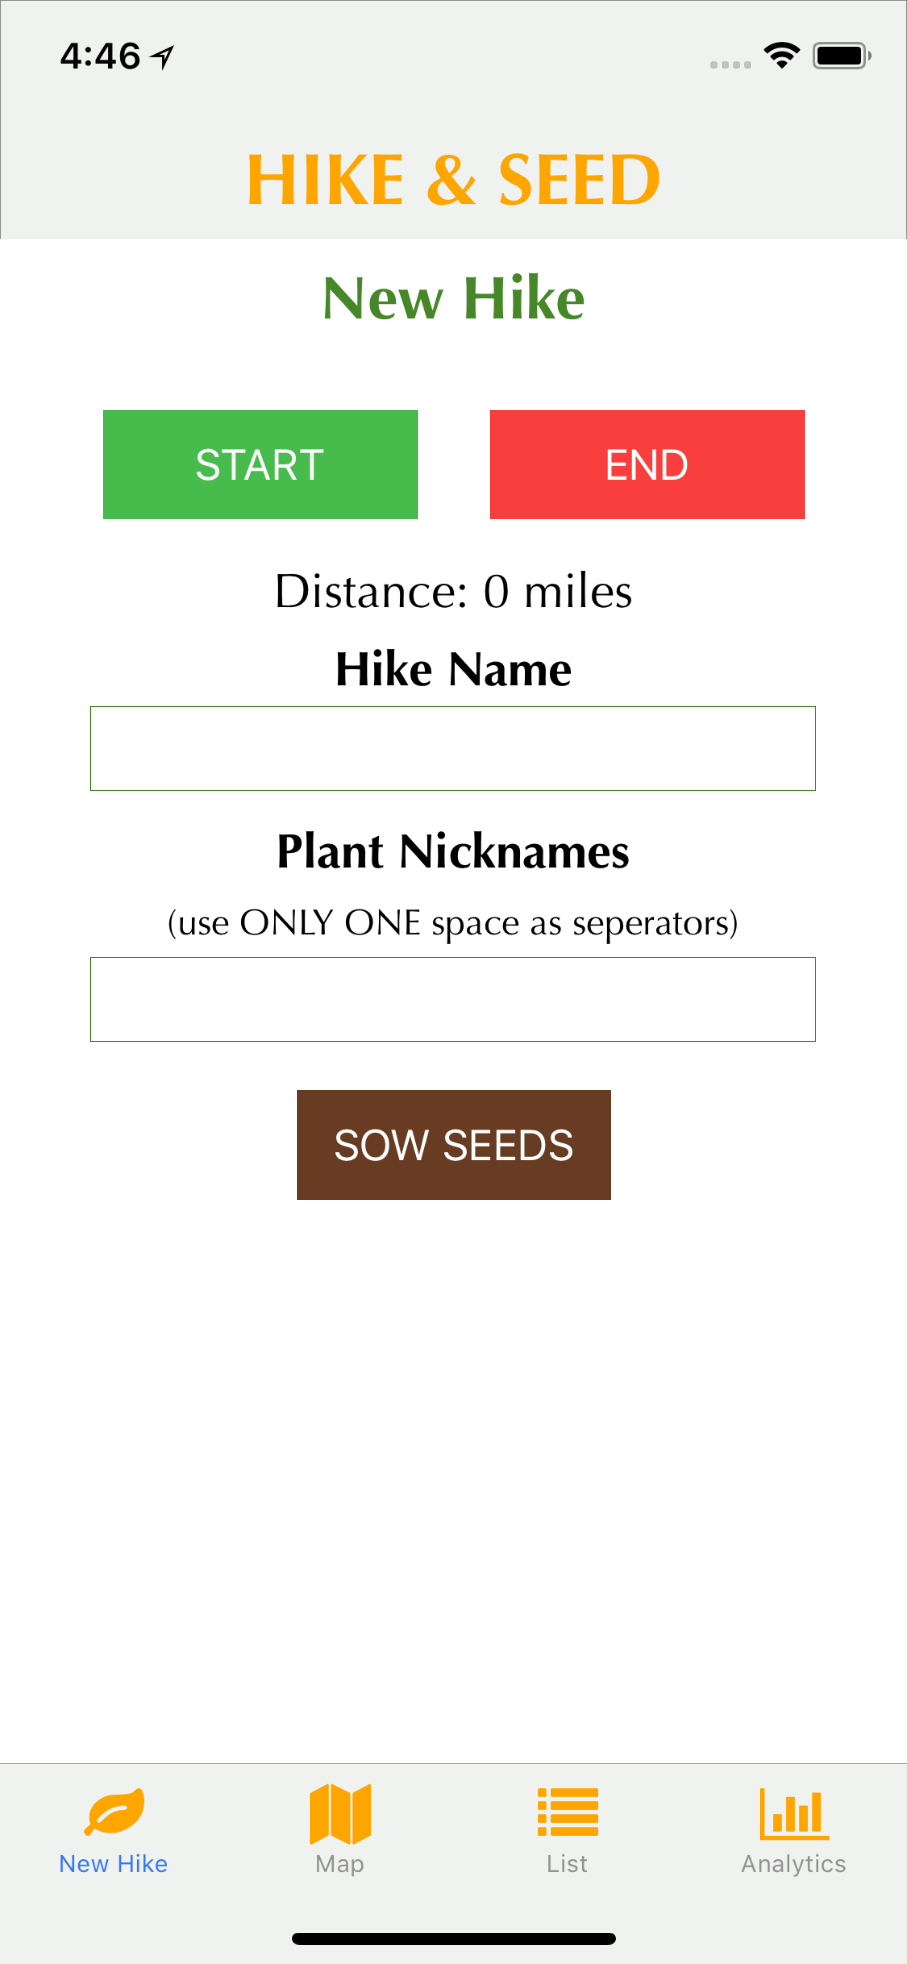 4:46
HIKE & SEED
New Hike
START END
Distance: 0 miles
Hike Name
Plant Nicknames
(use ONLY ONE space as seperators)
SOW SEEDS
New Hike Map List Analytics